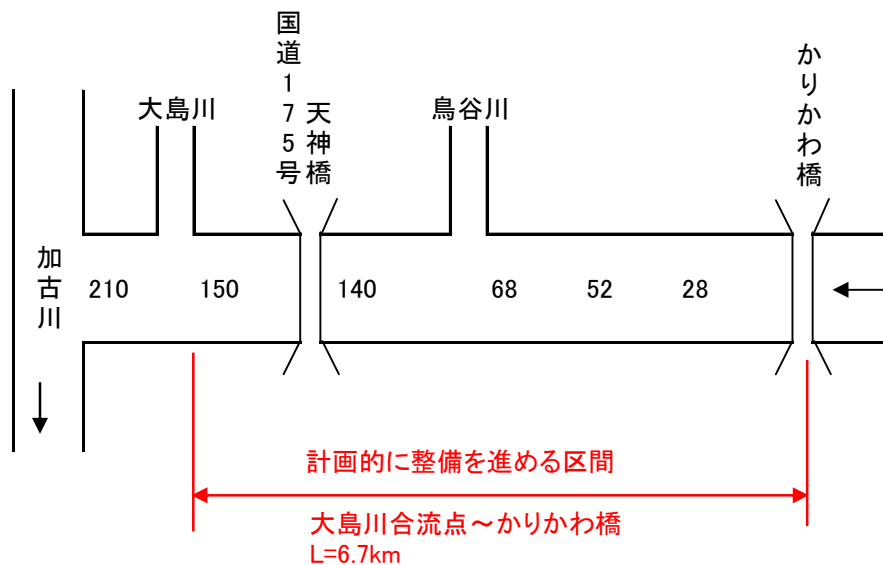 国道175号
天神橋
かりかわ橋
大島川
鳥谷川
加古川
210
150
140
68
52
28
計画的に整備を進める区間
大島川合流点～かりかわ橋
L=6.7km